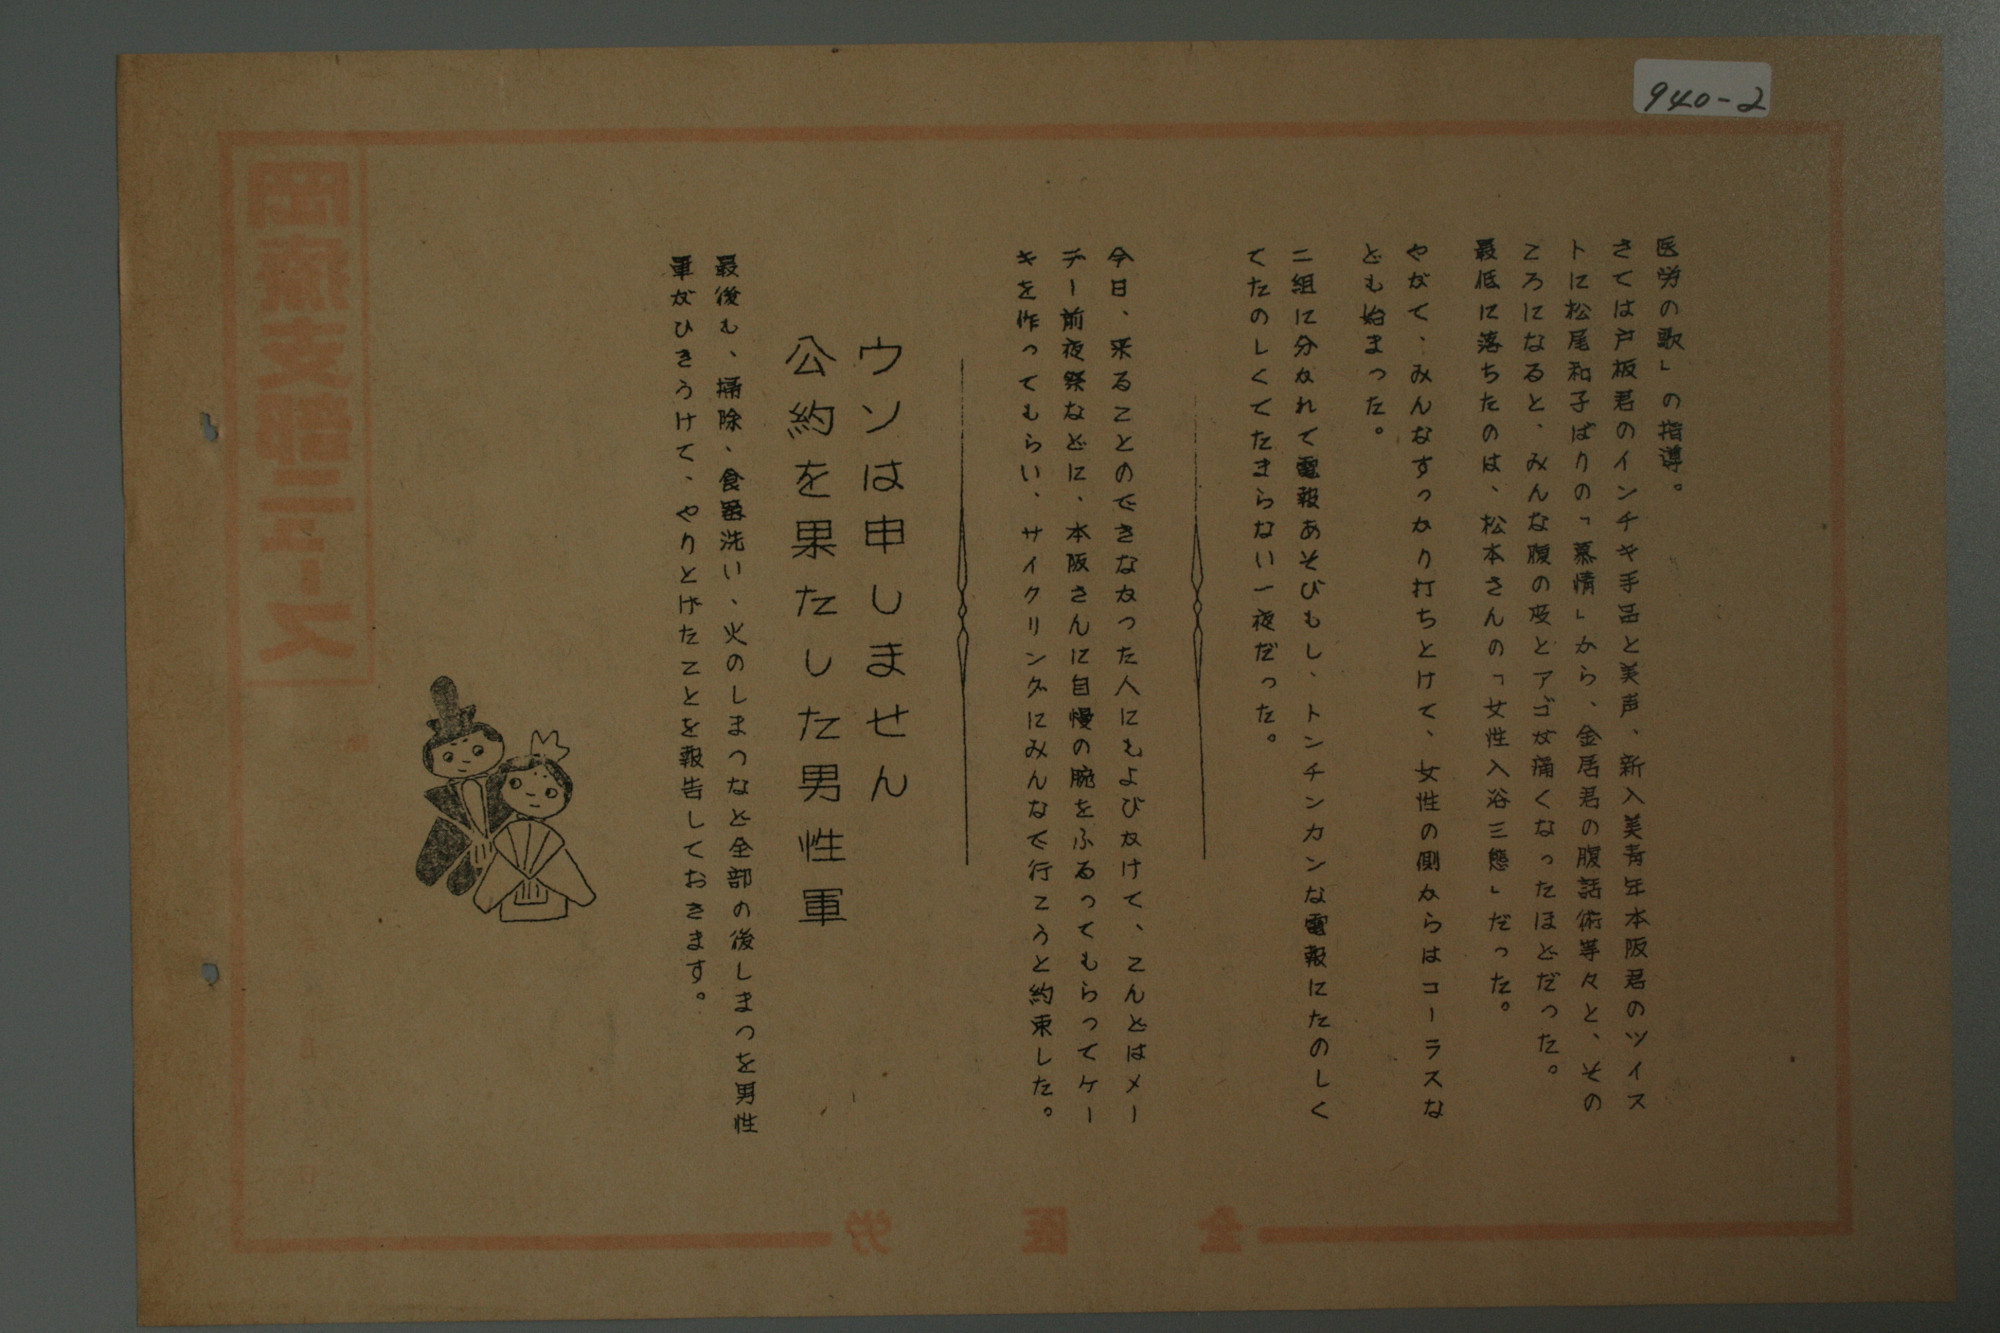 940-2
医労の歌」の指導。
さては戸板君のインチキ手品と美声、新入美青年本阪君のツイス
トに松尾和子ばりの「慕情」から、金居君の腹話術等々と、その
ころになると、みんな腹の皮とアゴが痛くなったほどだった。
最低に落ちたのは、松本さんの「女性入浴三態」だった。
やがて、みんなすっかり打ちとけて、女性の側からはコーラスな
ども始まった。
二組に分かれて電報あそびもし、トンチンカンな電報にたのしく
てたのしくてたまらない一夜だった。
今日、来ることのできなかった人にもよびかけて、こんどはメー
デー前夜祭などに、本阪さんに自慢の腕をふるってもらってケー
キを作ってもらい、サイクリングにみんなで行こうと約束した。
ウソは申しません
公約を果たした男性軍
最後も、掃除、食器洗い、火のしまつなど全部の後しまつを男性
軍がひきうけて、やりとげたことを報告しておきます。
岡療支部ニュース
全医労